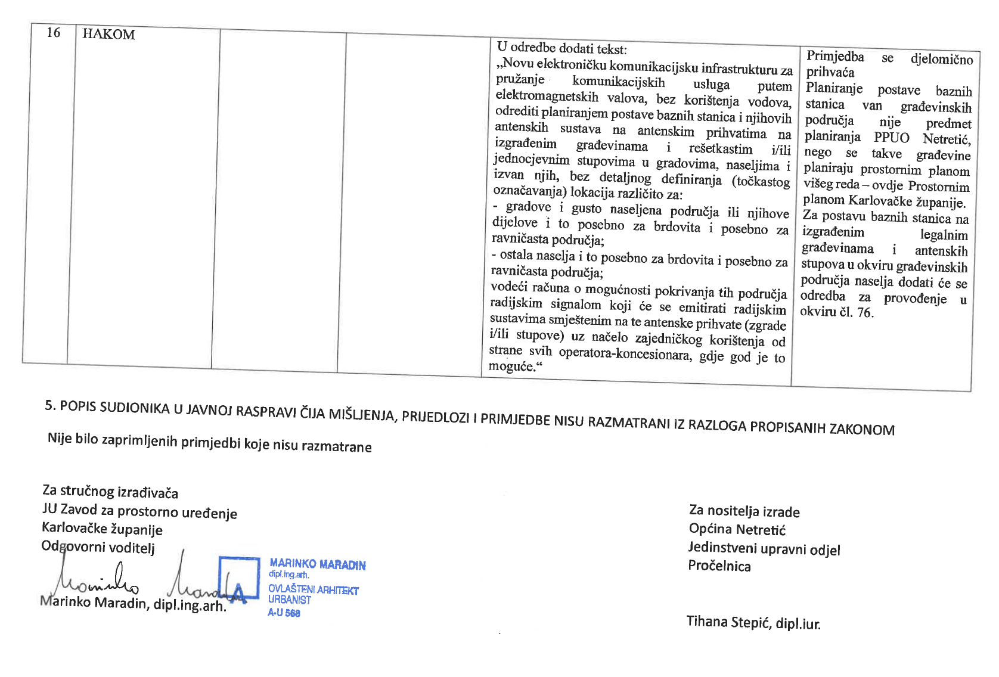 16
HAKOM
U odredbe dodati tekst:
„Novu elektroničku komunikacijsku infrastrukturu za
pružanje komunikacijskih usluga putem
elektromagnetskih valova, bez korištenja vodova,
odrediti planiranjem postave baznih stanica i njihovih
antenskih sustava na antenskim prihvatima na
izgrađenim građevinama i rešetkastim i/ili
jednocjevnim stupovima u gradovima, naseljima i
izvan njih, bez detaljnog definiranja (točkastog
označavanja) lokacija različito za:
- gradove i gusto naseljena područja ili njihove
dijelove i to posebno za brdovita i posebno za
ravničasta područja;
- ostala naselja i to posebno za brdovita i posebno za
ravničasta područja;
vodeći računa o mogućnosti pokrivanja tih područja
radijskim signalom koji će se emitirati radijskim
sustavima smještenim na te antenske prihvate (zgrade
i/ili stupove) uz načelo zajedničkog korištenja od
strane svih operatora-koncesionara, gdje god je to
moguće.“
Primjedba se djelomično
prihvaća
Planiranje postave baznih
stanica van građevinskih
područja nije predmet
planiranja PPUO Netretić,
nego se takve građevine
planiraju prostornim planom
višeg reda – ovdje Prostornim
planom Karlovačke županije.
Za postavu baznih stanica na
izgrađenim legalnim
građevinama i antenskih
stupova u okviru građevinskih
područja naselja dodati će se
odredba za provođenje u
okviru čl. 76.
5. POPIS SUDIONIKA U JAVNOJ RASPRAVI ČIJA MIŠLJENJA, PRIJEDLOZI I PRIMJEDBE NISU RAZMATRANI IZ RAZLOGA PROPISANIH ZAKONOM
Nije bilo zaprimljenih primjedbi koje nisu razmatrane
Za stručnog izrađivača
JU Zavod za prostorno uređenje
Karlovačke županije
Odgovorni voditelj
Marinko Maradin
Marinko Maradin, dipl.ing.arh.
A
MARINKO MARADIN
dipl.ing.arh.
OVLAŠTENI ARHITEKT
URBANIST
A-U 568
Za nositelja izrade
Općina Netretić
Jedinstveni upravni odjel
Pročelnica
Tihana Stepić, dipl.iur.